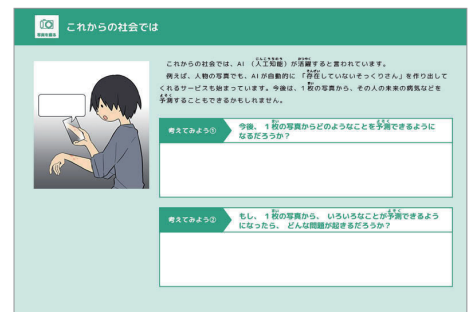 写真を撮る
これからの社会では
これからの社会では、AI（人工知能）が活躍すると言われています。
例えば、人物の写真でも、AIが自動的に「存在していないそっくりさん」を作り出して
くれるサービスも始まっています。今後は、1枚の写真から、その人の未来の病気などを
予測することもできるかもしれません。
考えてみよう①
今後、1枚の写真からどのようなことを予測できるように
なるだろうか？
考えてみよう②
もし、1枚の写真から、いろいろなことが予測できるよう
になったら、どんな問題が起きるだろうか？